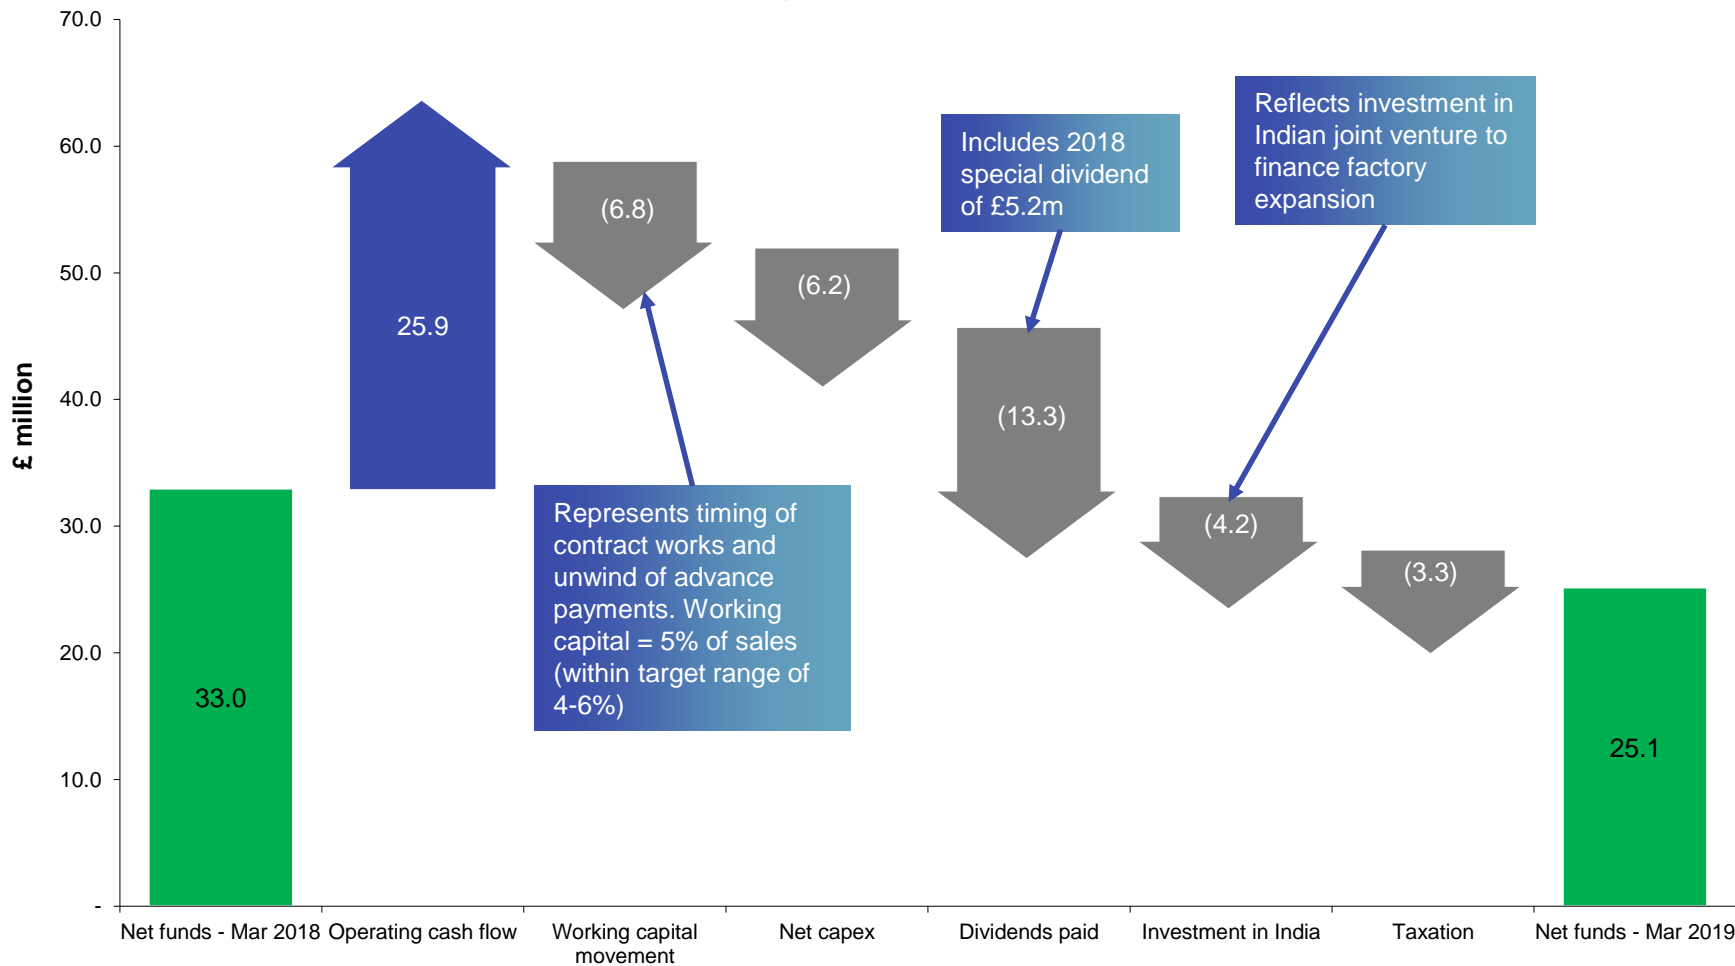 70.0
60.0
50.0
40.0
30.0
20.0
10.0
-
£ million
33.0
25.9
(6.8)
(6.2)
(13.3)
(4.2)
(3.3)
25.1
Represents timing of
contract works and
unwind of advance
payments. Working
capital = 5% of sales
(within target range of
4-6%)
Includes 2018
special dividend
of £5.2m
Reflects investment in
Indian joint venture to
finance factory
expansion
Net funds - Mar 2018
Operating cash flow
Working capital
movement
Net capex
Dividends paid
Investment in India
Taxation
Net funds - Mar 2019